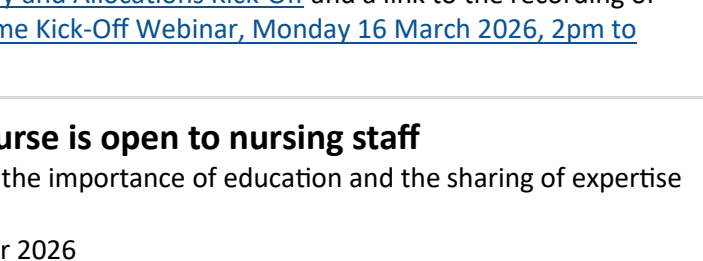 y and Allocations Kick-Off and a link to the recording of
me Kick-Off Webinar, Monday 16 March 2026, 2pm to
urse is open to nursing staff
the importance of education and the sharing of expertise
r 2026